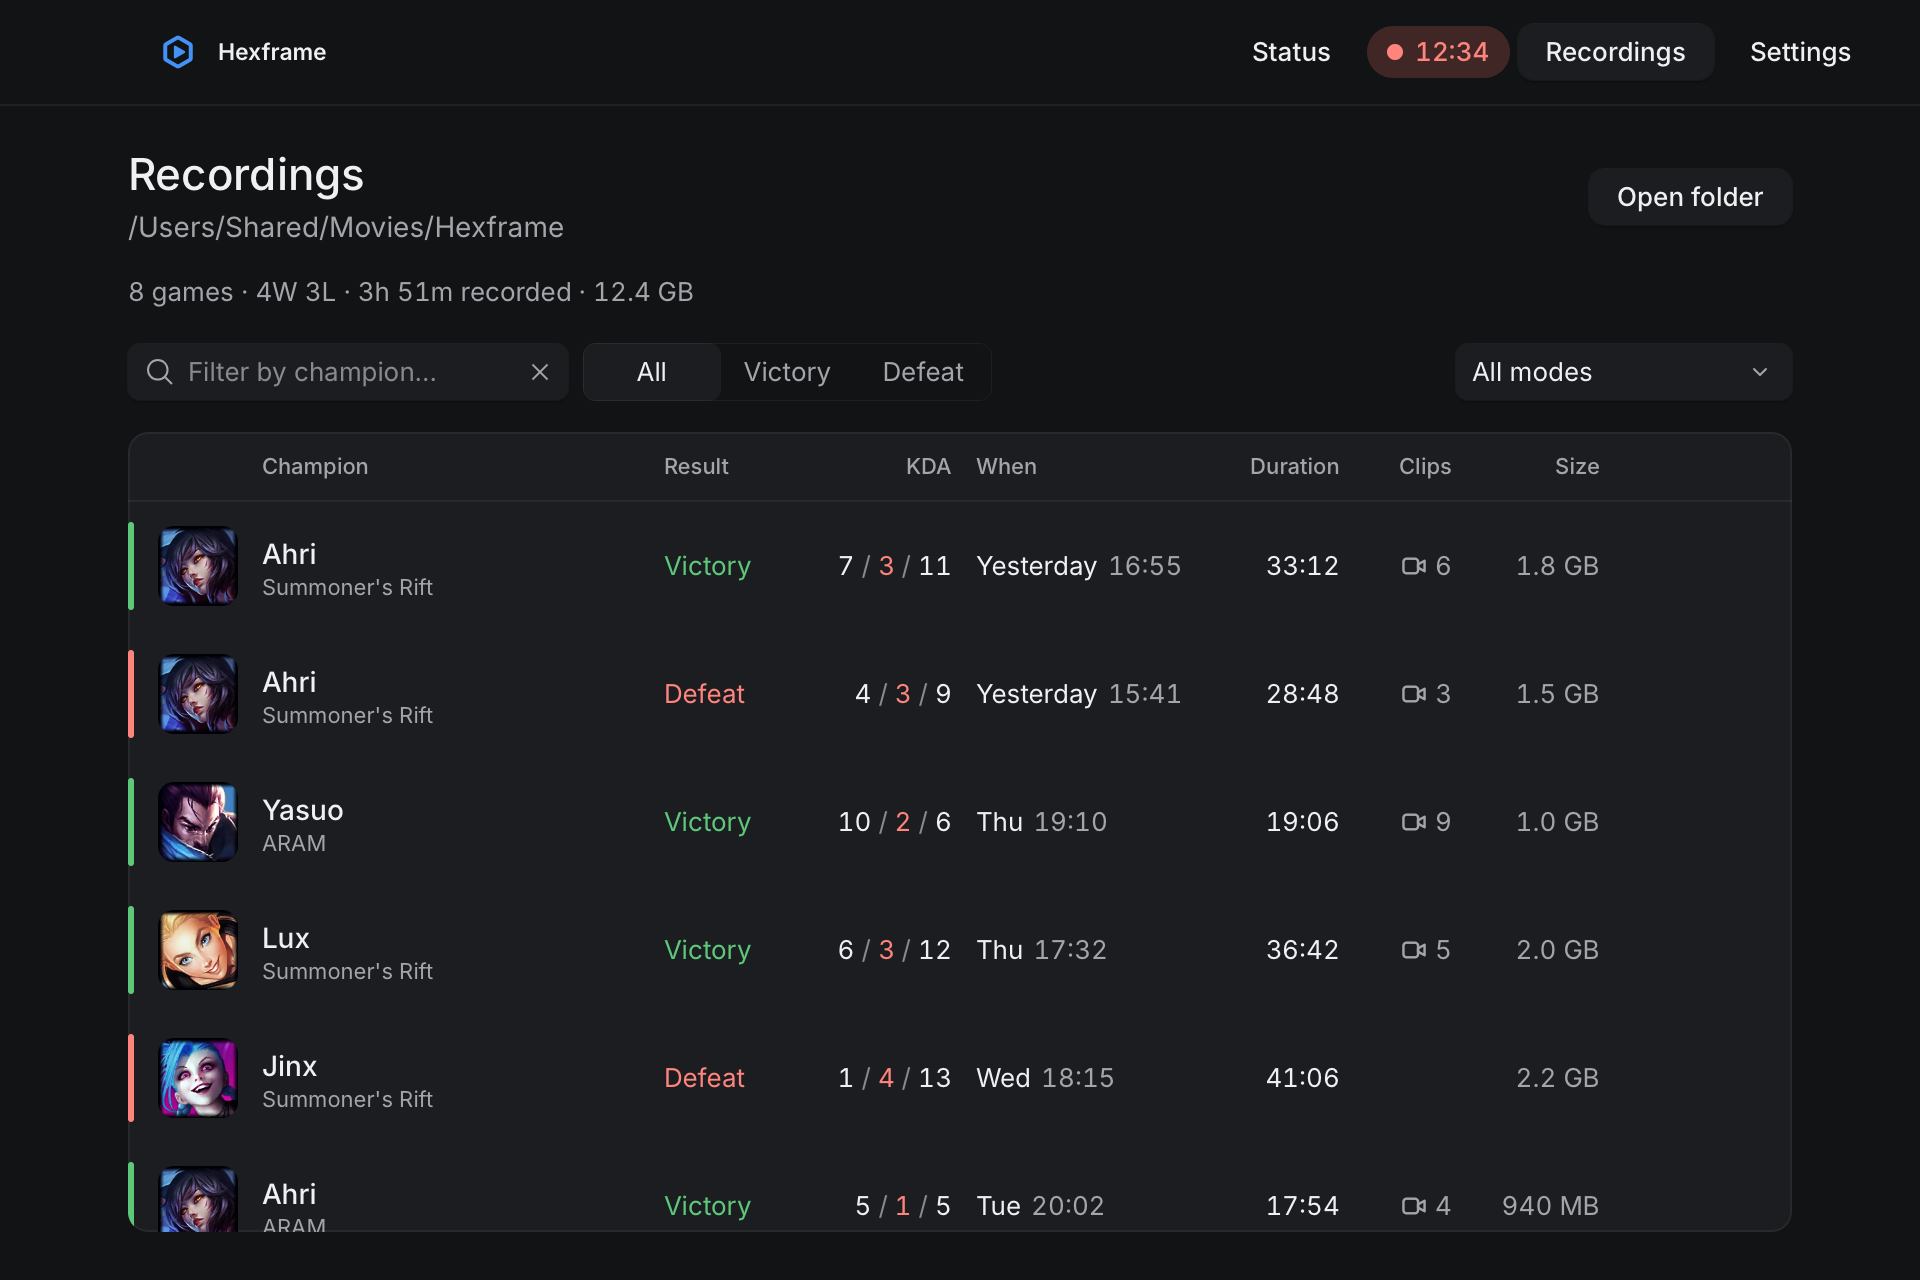 Hexframe
Status 12:34 Recordings Settings
Recordings
/Users/Shared/Movies/Hexframe
Open folder
8 games · 4W 3L · 3h 51m recorded · 12.4 GB
Filter by champion...
All Victory Defeat
All modes
Champion Result KDA When Duration Clips Size
Ahri
Summoner's Rift
Victory 7 / 3 / 11 Yesterday 16:55 33:12 6 1.8 GB
Ahri
Summoner's Rift
Defeat 4 / 3 / 9 Yesterday 15:41 28:48 3 1.5 GB
Yasuo
ARAM
Victory 10 / 2 / 6 Thu 19:10 19:06 9 1.0 GB
Lux
Summoner's Rift
Victory 6 / 3 / 12 Thu 17:32 36:42 5 2.0 GB
Jinx
Summoner's Rift
Defeat 1 / 4 / 13 Wed 18:15 41:06 2.2 GB
Ahri
ARAM
Victory 5 / 1 / 5 Tue 20:02 17:54 4 940 MB